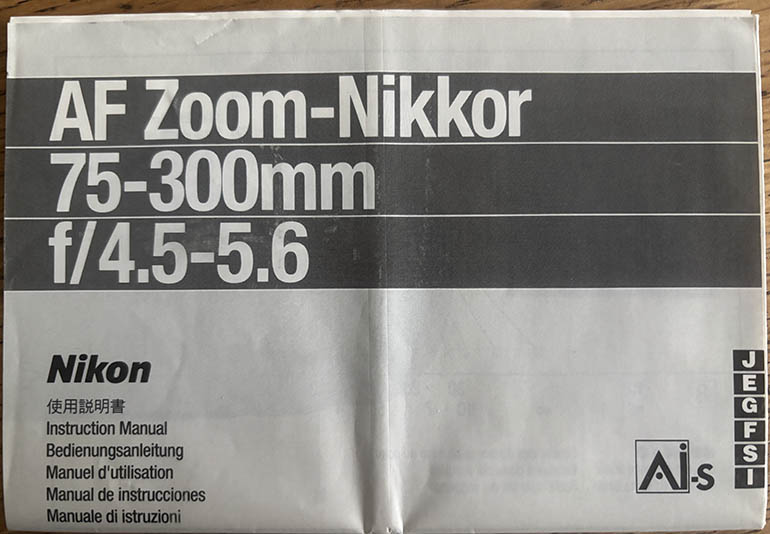 AF Zoom-Nikkor
75-300mm
f/4.5-5.6
Nikon
使用説明書
Instruction Manual
Bedienungsanleitung
Manuel d'utilisation
Manual de instrucciones
Manuale di istruzioni
J
E
G
F
S
I
Ai-s